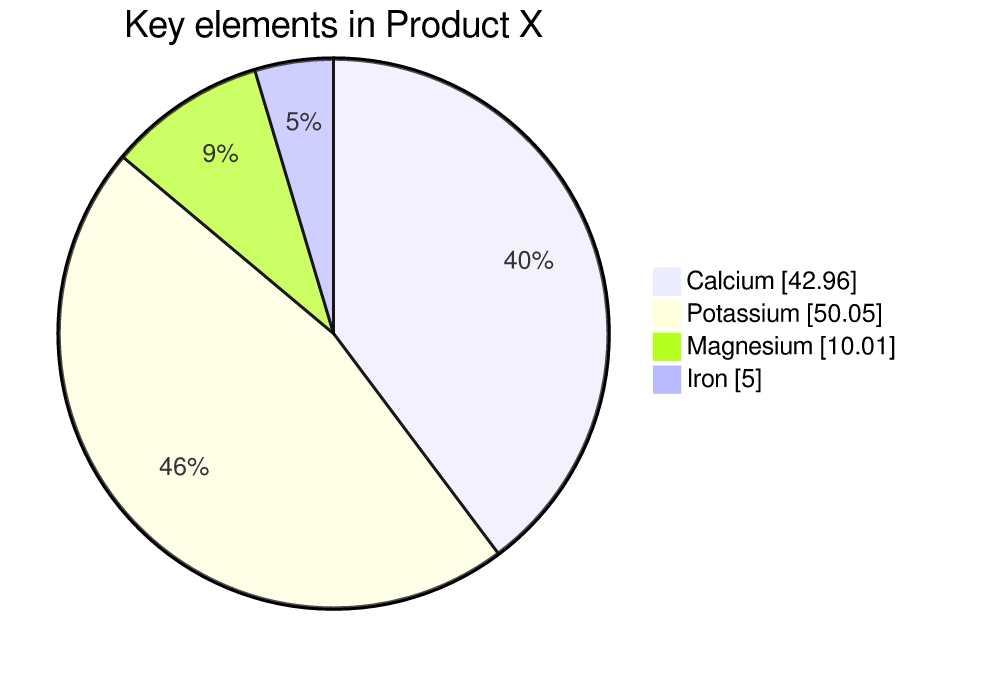 Key elements in Product X
5%
9%
40%
46%
Calcium [42.96]
Potassium [50.05]
Magnesium [10.01]
Iron [5]